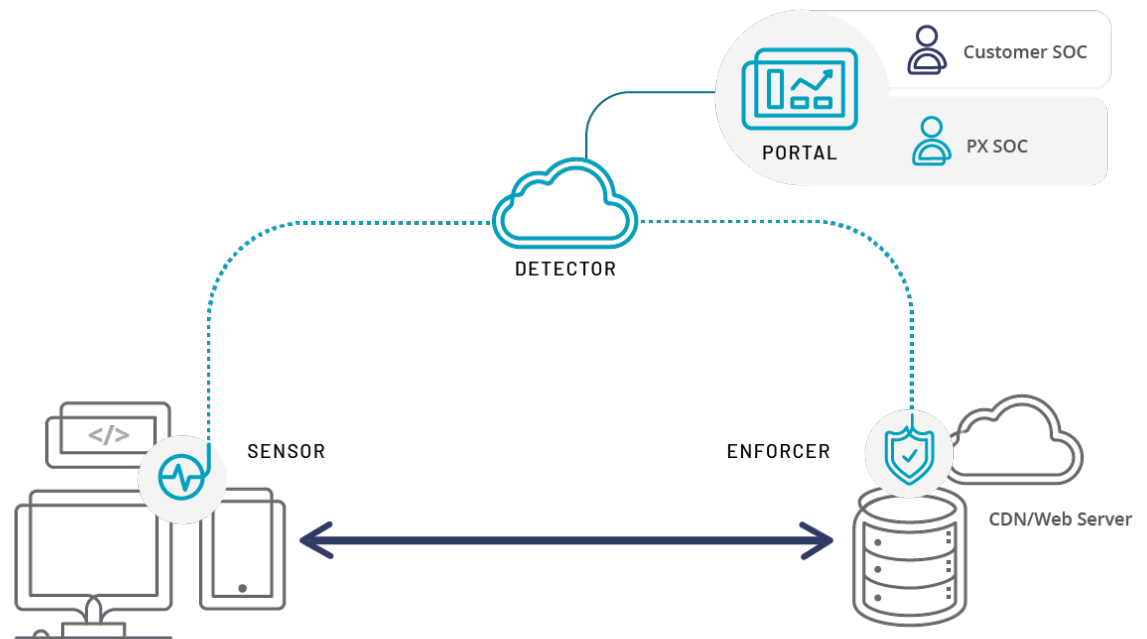 Customer SOC
PORTAL
PX SOC
DETECTOR
</>
SENSOR
ENFORCER
CDN/Web Server